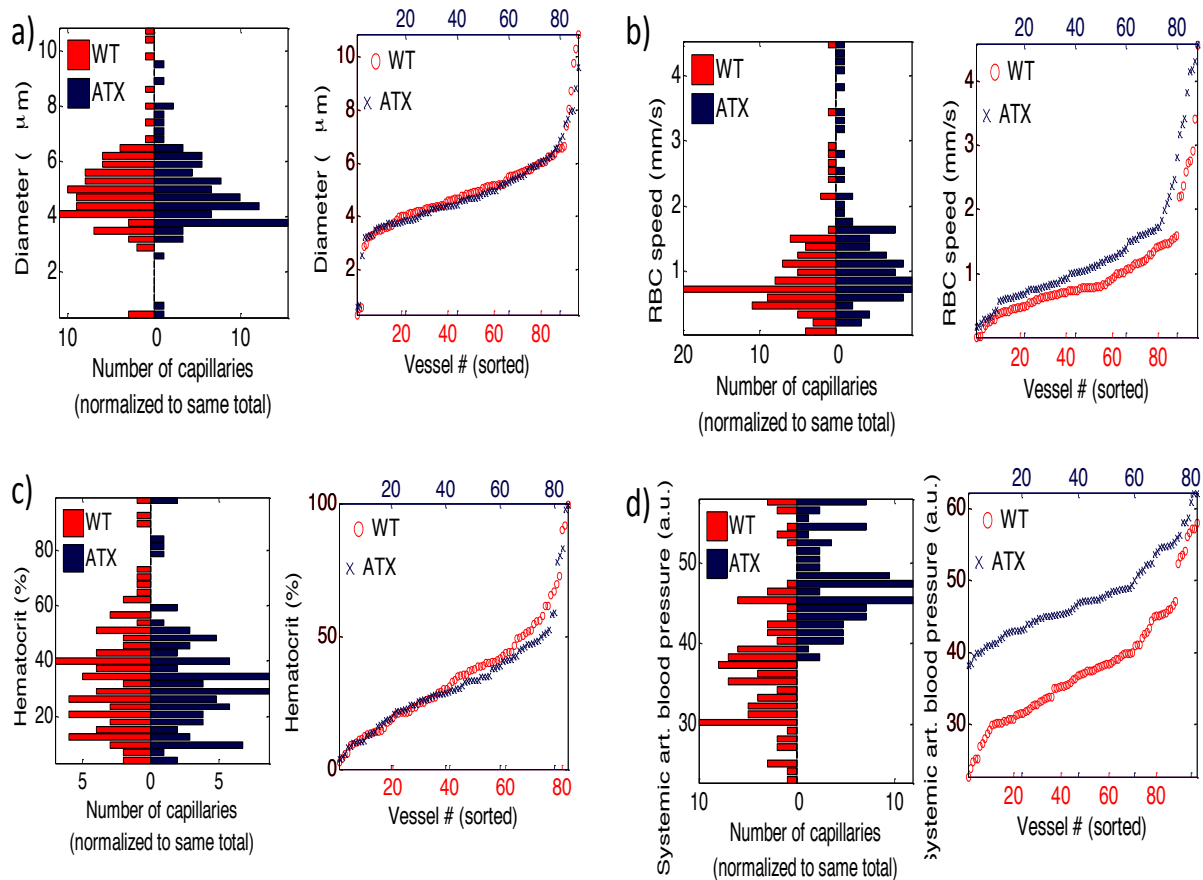 a)
WT
ATX
10
8
6
4
2
Diameter ( μm)
10
0
10
Number of capillaries
(normalized to same total)
20
40
60
80
WT
ATX
10
8
6
4
2
Diameter ( μm)
20
40
60
80
Vessel # (sorted)
b)
WT
ATX
4
3
2
1
0
RBC speed (mm/s)
20
10
0
Number of capillaries
(normalized to same total)
20
40
60
80
WT
ATX
4
3
2
1
RBC speed (mm/s)
20
40
60
80
Vessel # (sorted)
c)
WT
ATX
80
60
40
20
Hematocrit (%)
5
0
5
Number of capillaries
(normalized to same total)
20
40
60
80
WT
ATX
100
50
0
Hematocrit (%)
20
40
60
80
Vessel # (sorted)
d)
WT
ATX
50
40
30
Systemic art. blood pressure (a.u.)
10
0
10
Number of capillaries
(normalized to same total)
20
40
60
80
WT
ATX
60
50
40
30
Systemic art. blood pressure (a.u.)
20
40
60
80
Vessel # (sorted)